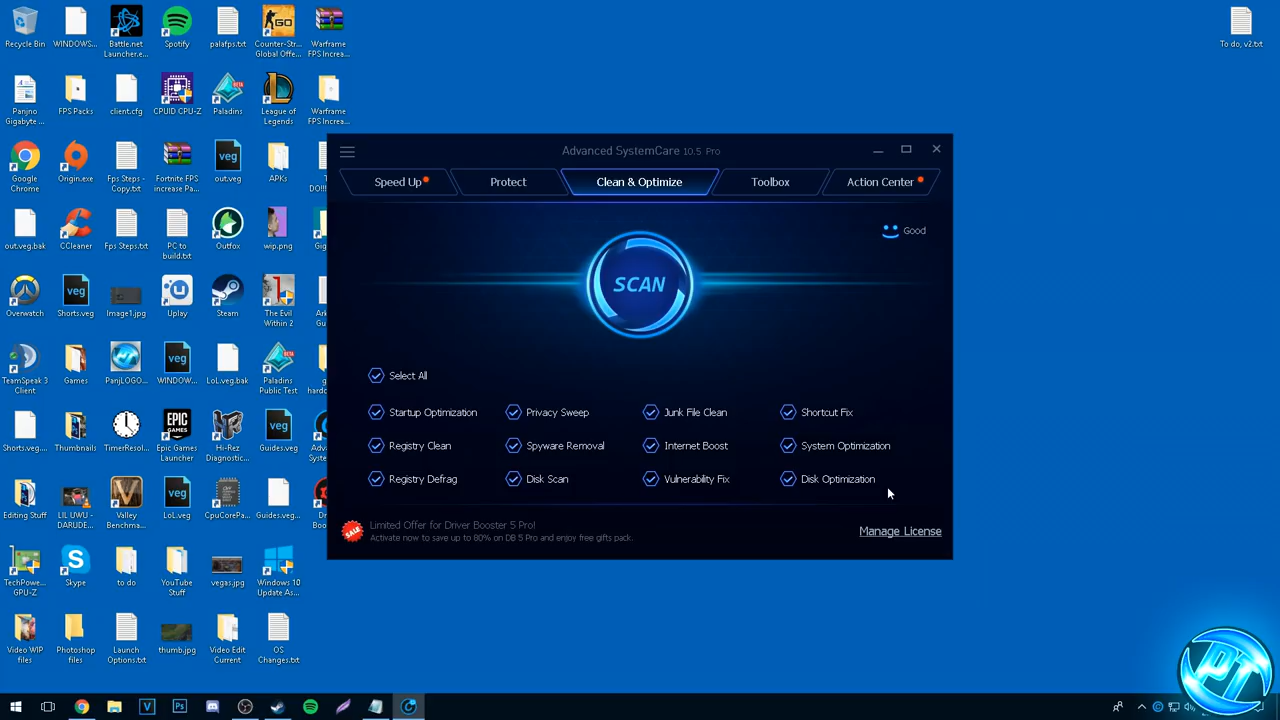 Recycle Bin
WINDOWS...
Battle.net Launcher.e...
Spotify
palafps.txt
Counter-Str... Global Offe...
Warframe FPS Increa...
To do, v2.txt
Panjno Gigabyte ...
FPS Packs
client.cfg
CPUID CPU-Z
Paladins
League of Legends
Warframe FPS Increa...
Google Chrome
Origin.exe
Fps Steps - Copy.txt
Fortnite FPS increase Pa...
out.veg
APKs
out.veg.bak
CCleaner
Fps Steps.txt
PC to build.txt
Outfox
wip.png
Overwatch
Shorts.veg
Image1.jpg
Uplay
Steam
The Evil Within 2
TeamSpeak 3 Client
Games
PanjLOGO...
WINDOW...
LoL.veg.bak
Paladins Public Test
Shorts.veg...
Thumbnails
TimerResol...
Epic Games Launcher
Hi-Rez Diagnostic...
Guides.veg
Editing Stuff
LIL UWU - DARUDE...
Valley Benchma...
LoL.veg
CpuCorePa...
Guides.veg...
TechPowe... GPU-Z
Skype
to do
YouTube Stuff
vegas.jpg
Windows 10 Update As...
Video WIP files
Photoshop files
Launch Options.txt
thumb.jpg
Video Edit Current
OS Changes.txt
Advanced SystemCare 10.5 Pro
Speed Up
Protect
Clean & Optimize
Toolbox
Action Center
Good
SCAN
Select All
Startup Optimization
Privacy Sweep
Junk File Clean
Shortcut Fix
Registry Clean
Spyware Removal
Internet Boost
System Optimization
Registry Defrag
Disk Scan
Vulnerability Fix
Disk Optimization
SALE
Limited Offer for Driver Booster 5 Pro!
Activate now to save up to 80% on DB 5 Pro and enjoy free gifts pack.
Manage License
PT